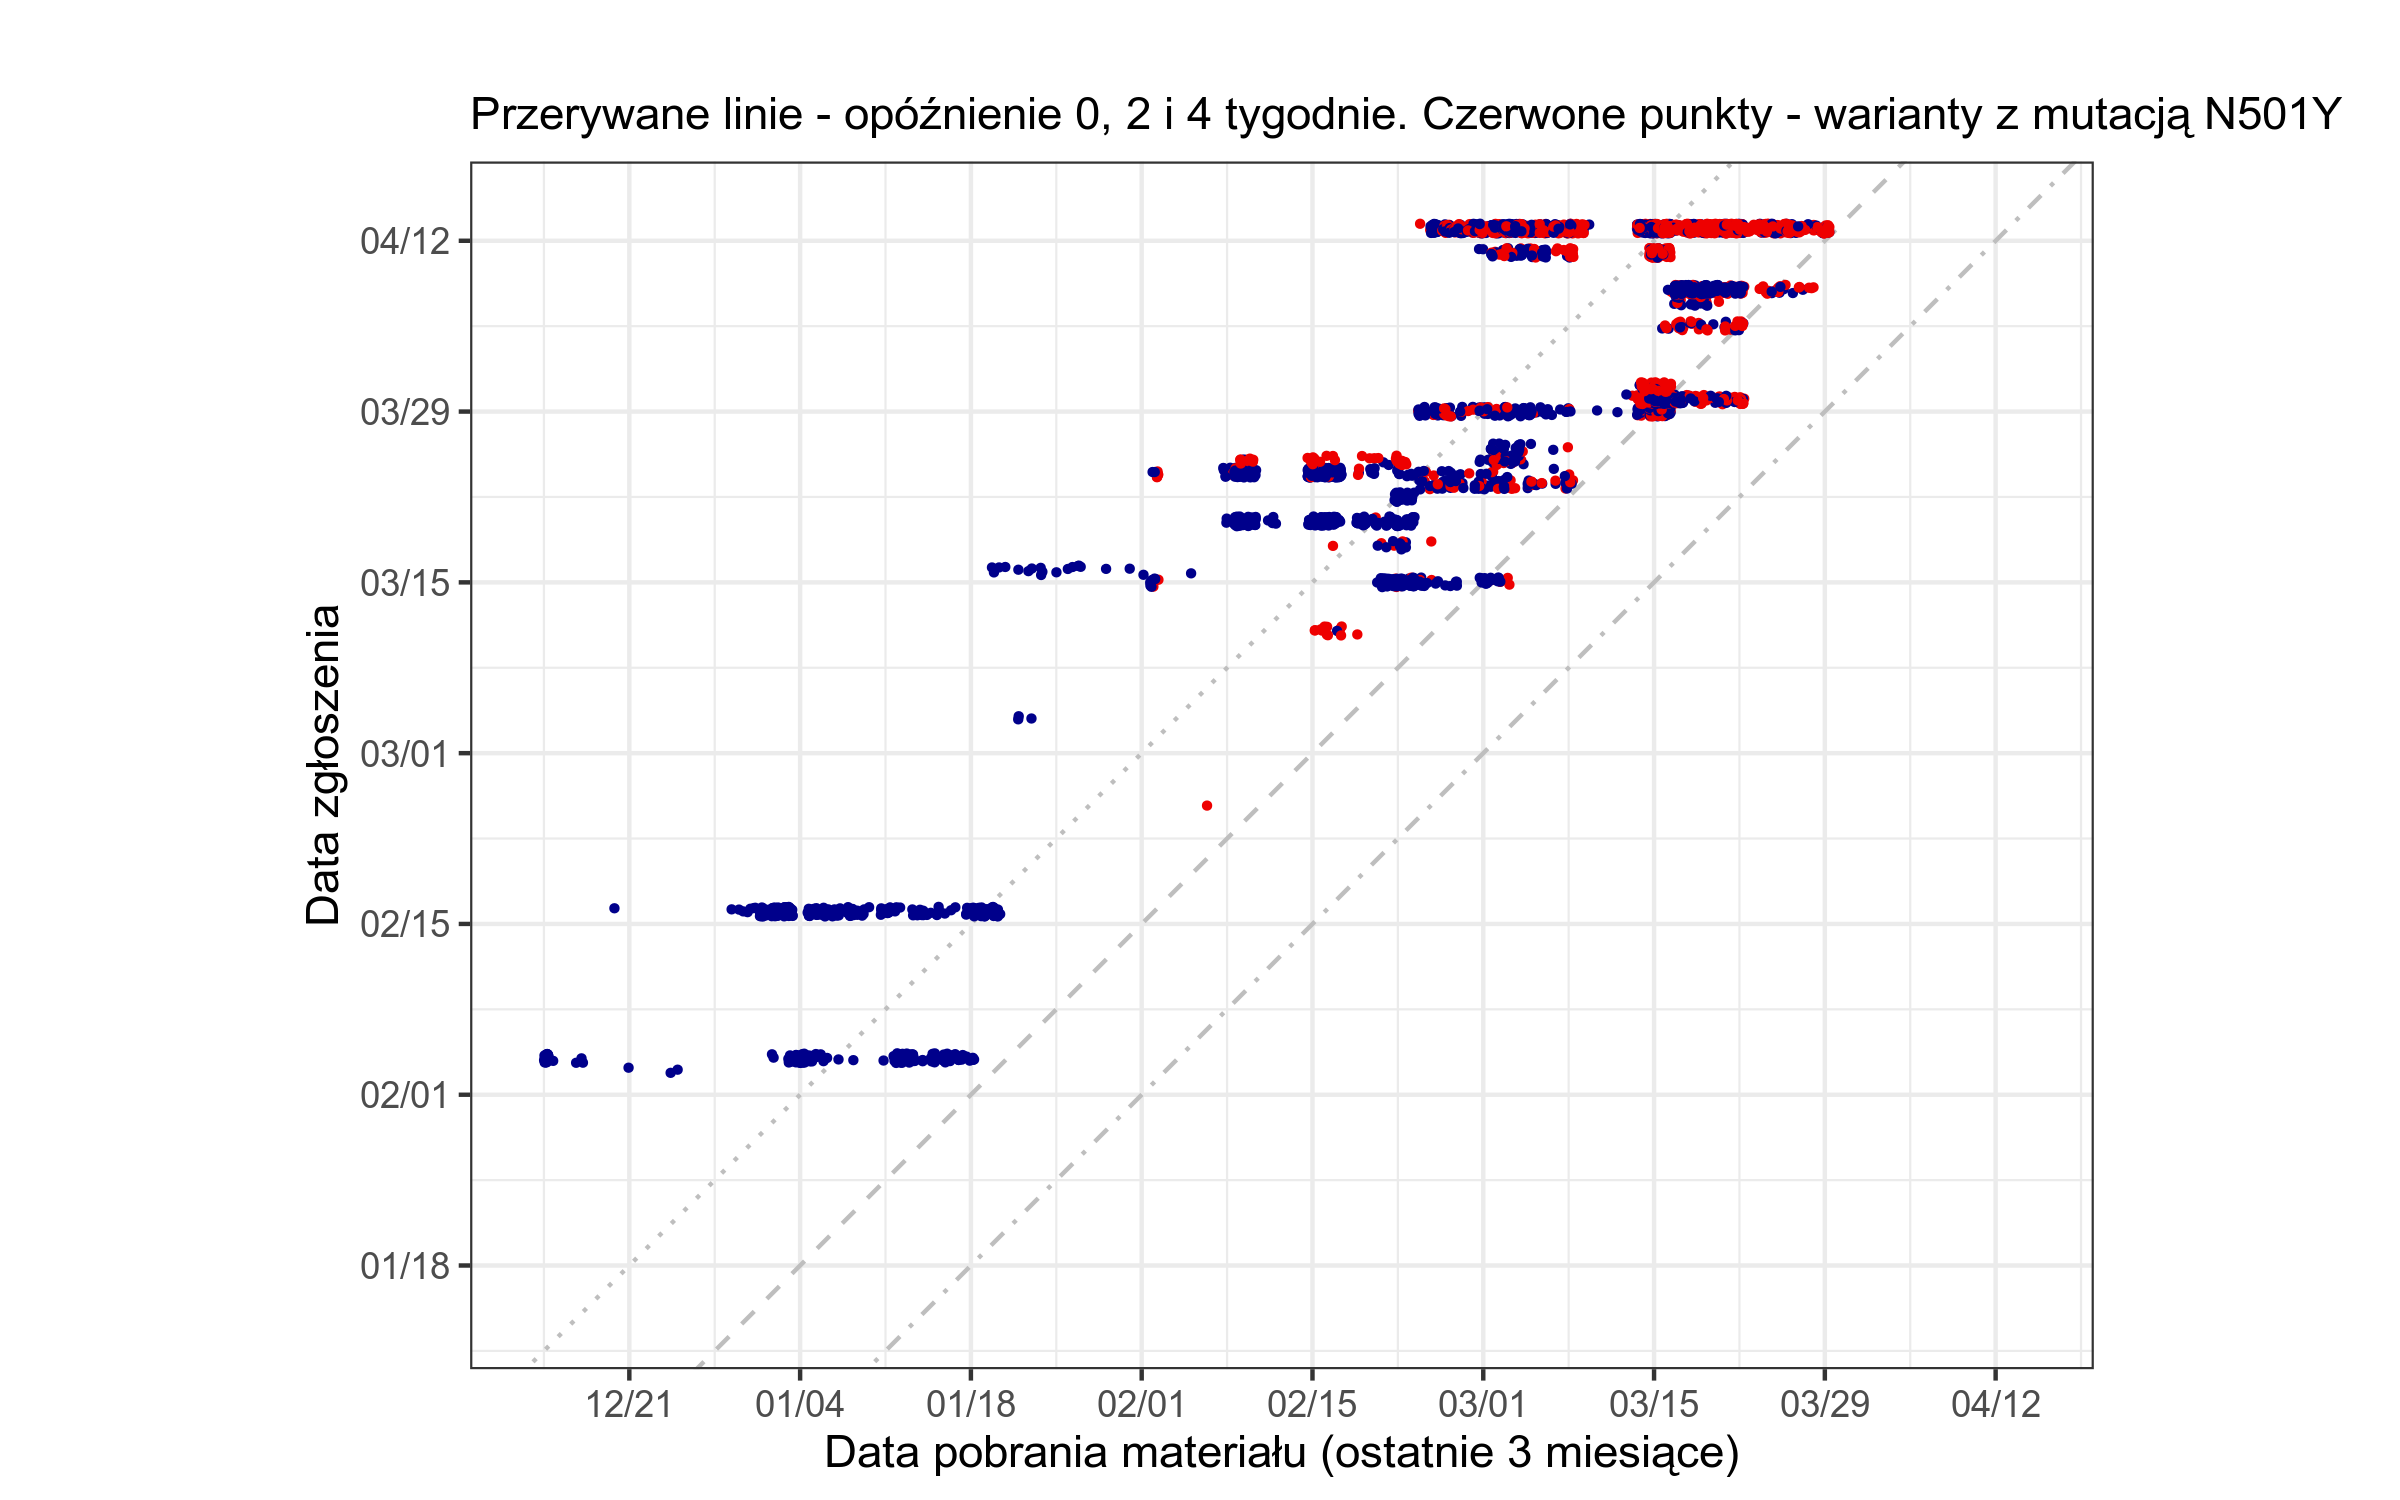 Przerywane linie - opóźnienie 0, 2 i 4 tygodnie. Czerwone punkty - warianty z mutacją N501Y
Data zgłoszenia
04/12
03/29
03/15
03/01
02/15
02/01
01/18
12/21 01/04 01/18 02/01 02/15 03/01 03/15 03/29 04/12
Data pobrania materiału (ostatnie 3 miesiące)